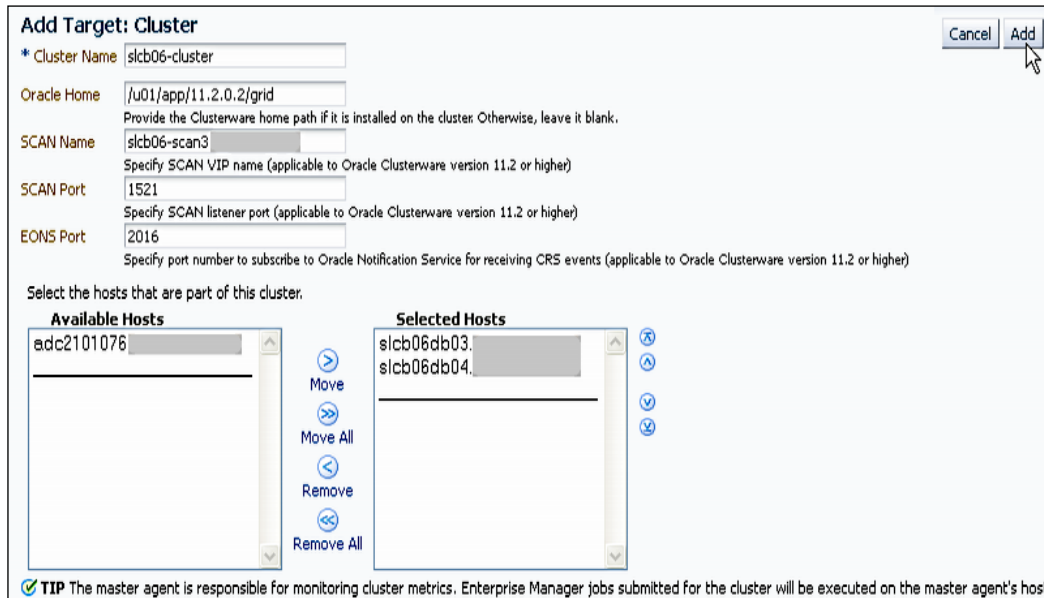 Add Target: Cluster
Cancel Add
* Cluster Name slcb06-cluster
Oracle Home /u01/app/11.2.0.2/grid
Provide the Clusterware home path if it is installed on the cluster. Otherwise, leave it blank.
SCAN Name slcb06-scan3
Specify SCAN VIP name (applicable to Oracle Clusterware version 11.2 or higher)
SCAN Port 1521
Specify SCAN listener port (applicable to Oracle Clusterware version 11.2 or higher)
EONS Port 2016
Specify port number to subscribe to Oracle Notification Service for receiving CRS events (applicable to Oracle Clusterware version 11.2 or higher)
Select the hosts that are part of this cluster.
Available Hosts
adc2101076
Move
Move All
Remove
Remove All
Selected Hosts
slcb06db03.
slcb06db04.
TIP The master agent is responsible for monitoring cluster metrics. Enterprise Manager jobs submitted for the cluster will be executed on the master agent's hos